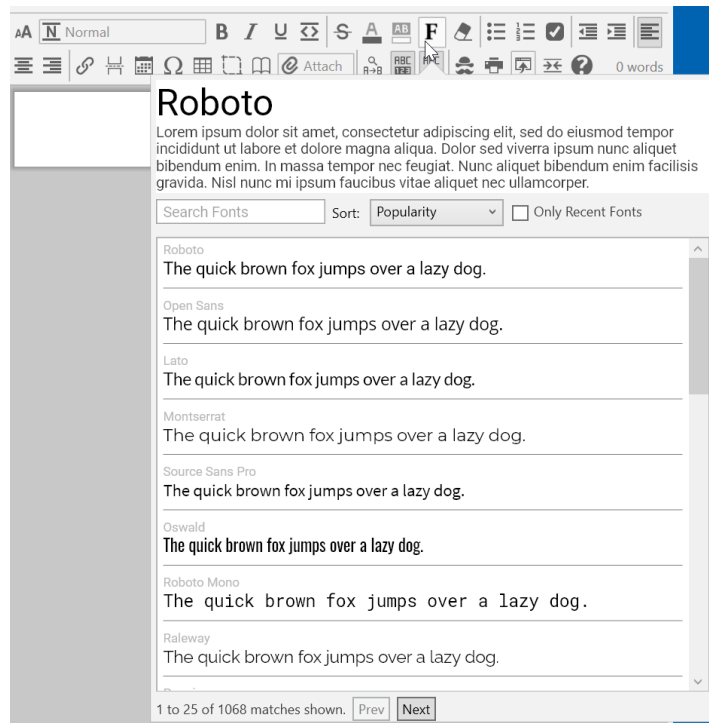 AA N Normal B I U S A AB F
ABC Attach A→B ABC 123 0 words
Roboto
Lorem ipsum dolor sit amet, consectetur adipiscing elit, sed do eiusmod tempor
incididunt ut labore et dolore magna aliqua. Dolor sed viverra ipsum nunc aliquet
bibendum enim. In massa tempor nec feugiat. Nunc aliquet bibendum enim facilisis
gravida. Nisl nunc mi ipsum faucibus vitae aliquet nec ullamcorper.
Search Fonts Sort: Popularity Only Recent Fonts
Roboto
The quick brown fox jumps over a lazy dog.
Open Sans
The quick brown fox jumps over a lazy dog.
Lato
The quick brown fox jumps over a lazy dog.
Montserrat
The quick brown fox jumps over a lazy dog.
Source Sans Pro
The quick brown fox jumps over a lazy dog.
Oswald
The quick brown fox jumps over a lazy dog.
Roboto Mono
The quick brown fox jumps over a lazy dog.
Raleway
The quick brown fox jumps over a lazy dog.
1 to 25 of 1068 matches shown. Prev Next